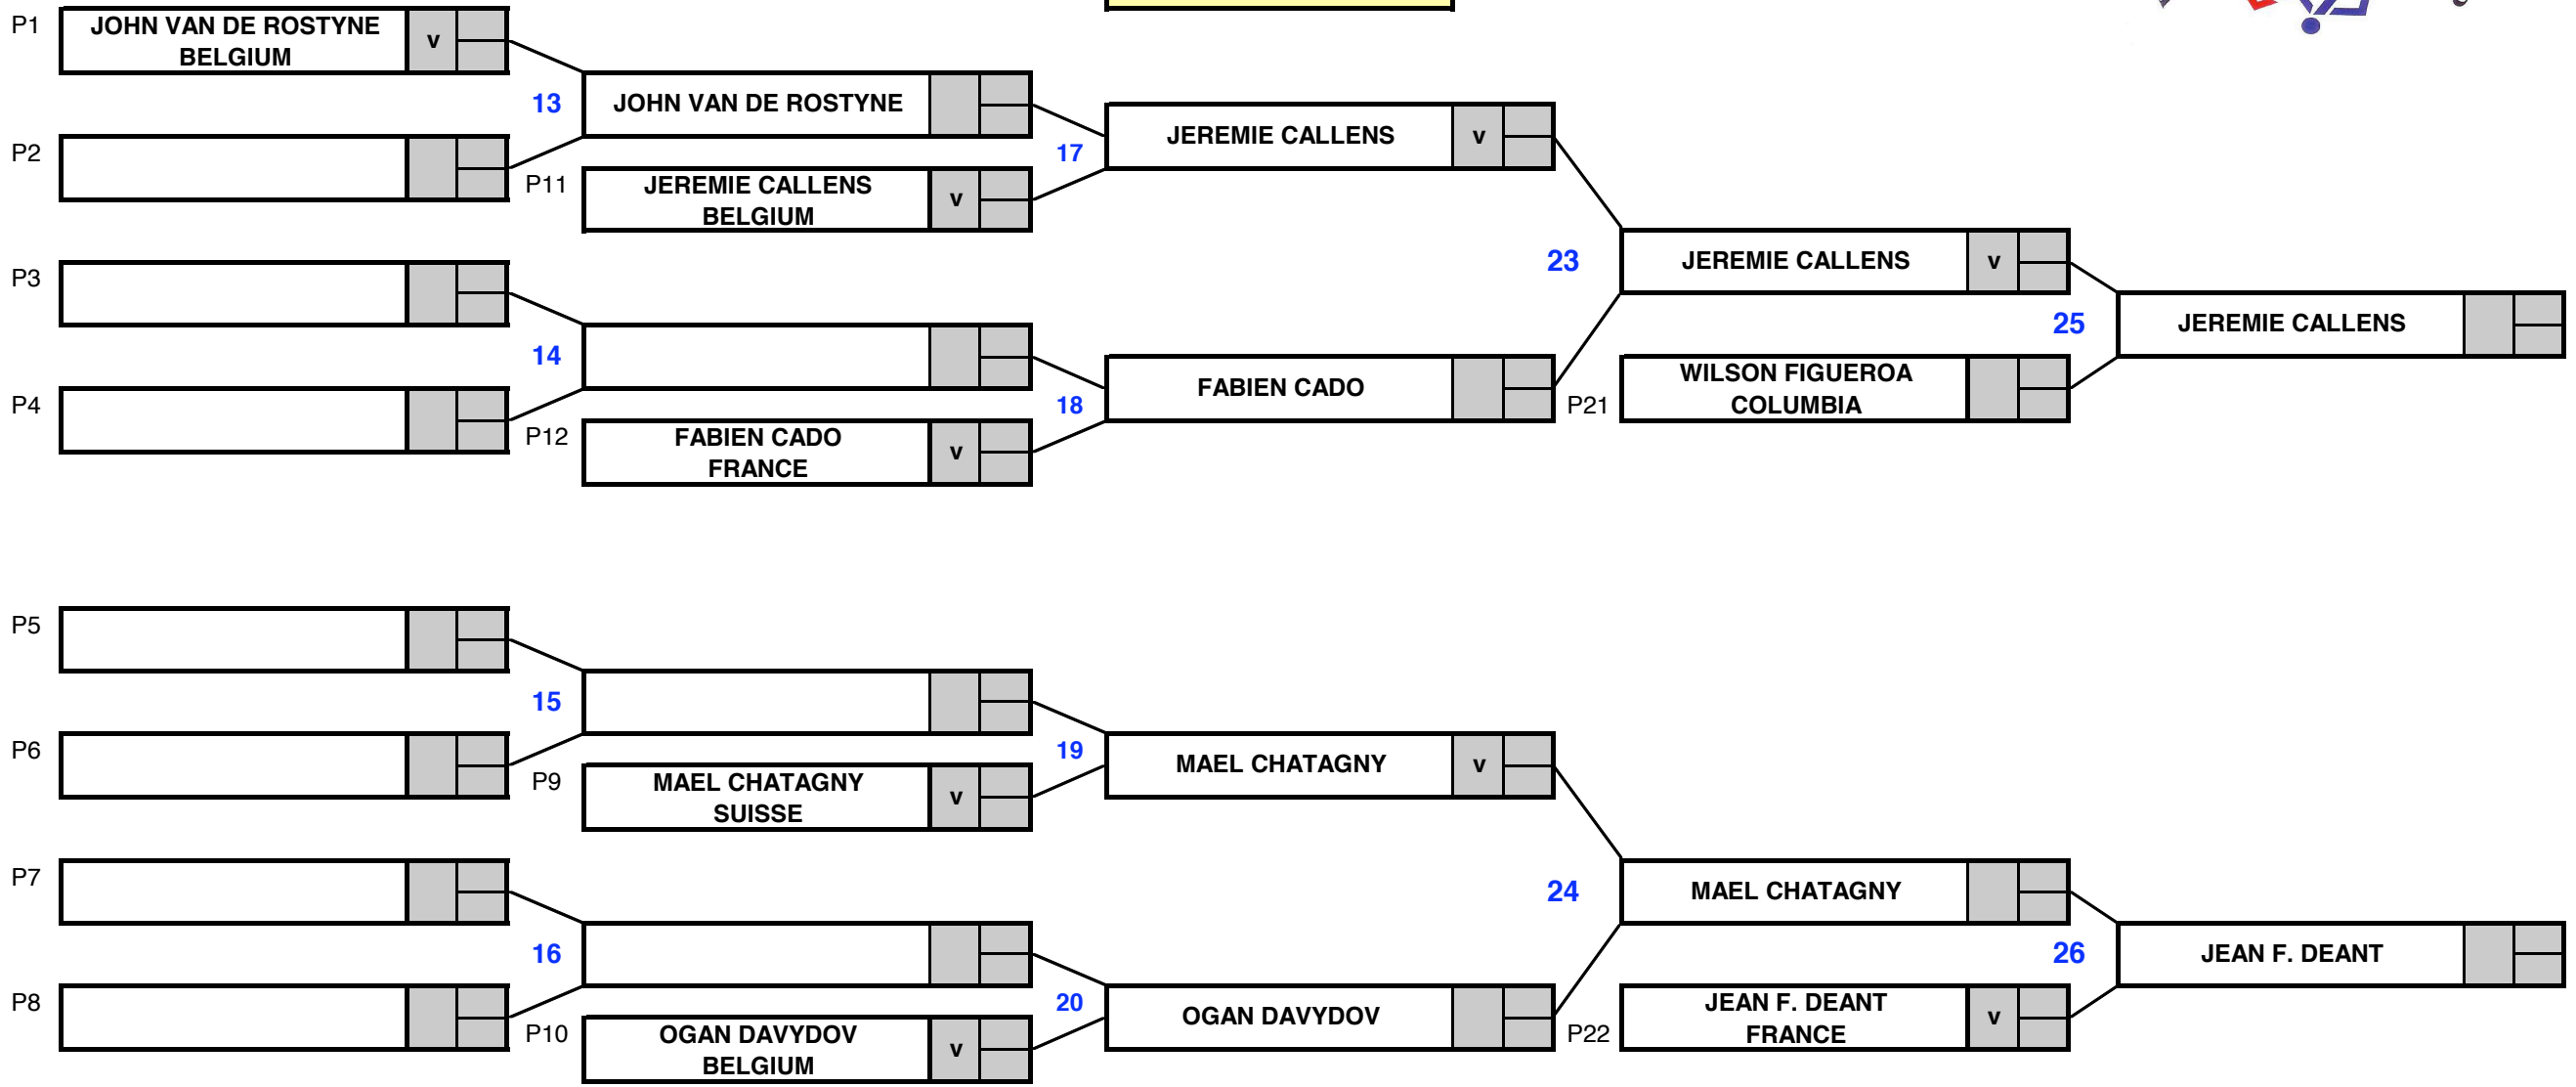 P1
JOHN VAN DE ROSTYNE
BELGIUM
v
13
JOHN VAN DE ROSTYNE
P2
P11
JEREMIE CALLENS
BELGIUM
v
17
JEREMIE CALLENS
v
P3
14
P4
P12
FABIEN CADO
FRANCE
v
18
FABIEN CADO
23
JEREMIE CALLENS
v
P21
WILSON FIGUEROA
COLUMBIA
25
JEREMIE CALLENS
P5
15
P6
P9
MAEL CHATAGNY
SUISSE
v
19
MAEL CHATAGNY
v
P7
16
P8
P10
OGAN DAVYDOV
BELGIUM
v
20
OGAN DAVYDOV
24
MAEL CHATAGNY
P22
JEAN F. DEANT
FRANCE
v
26
JEAN F. DEANT